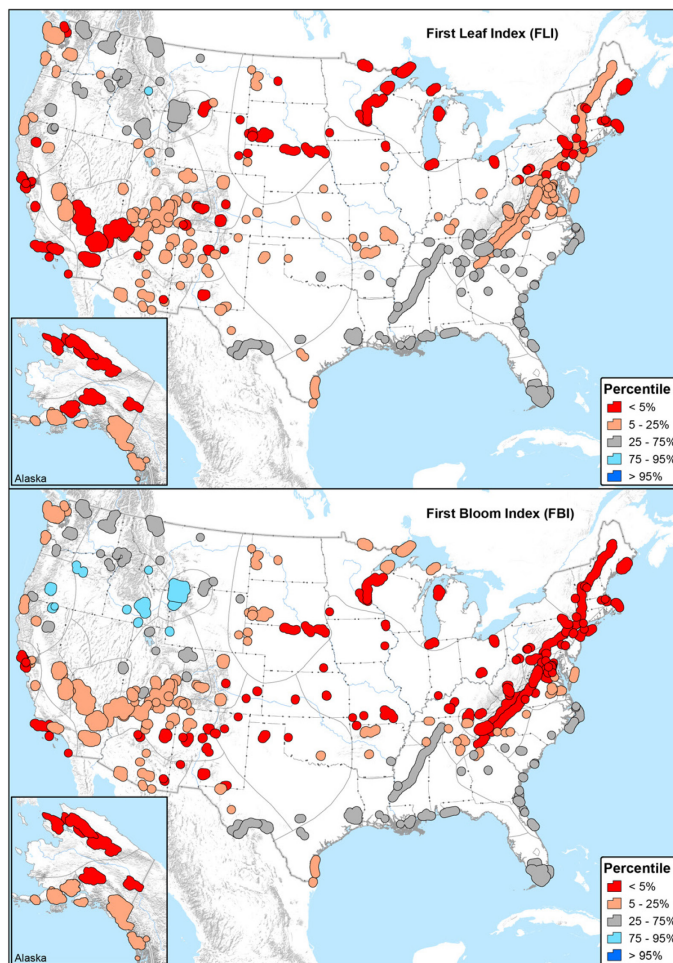 First Leaf Index (FLI)
Percentile
< 5%
5 - 25%
25 - 75%
75 - 95%
> 95%
Alaska
First Bloom Index (FBI)
Percentile
< 5%
5 - 25%
25 - 75%
75 - 95%
> 95%
Alaska